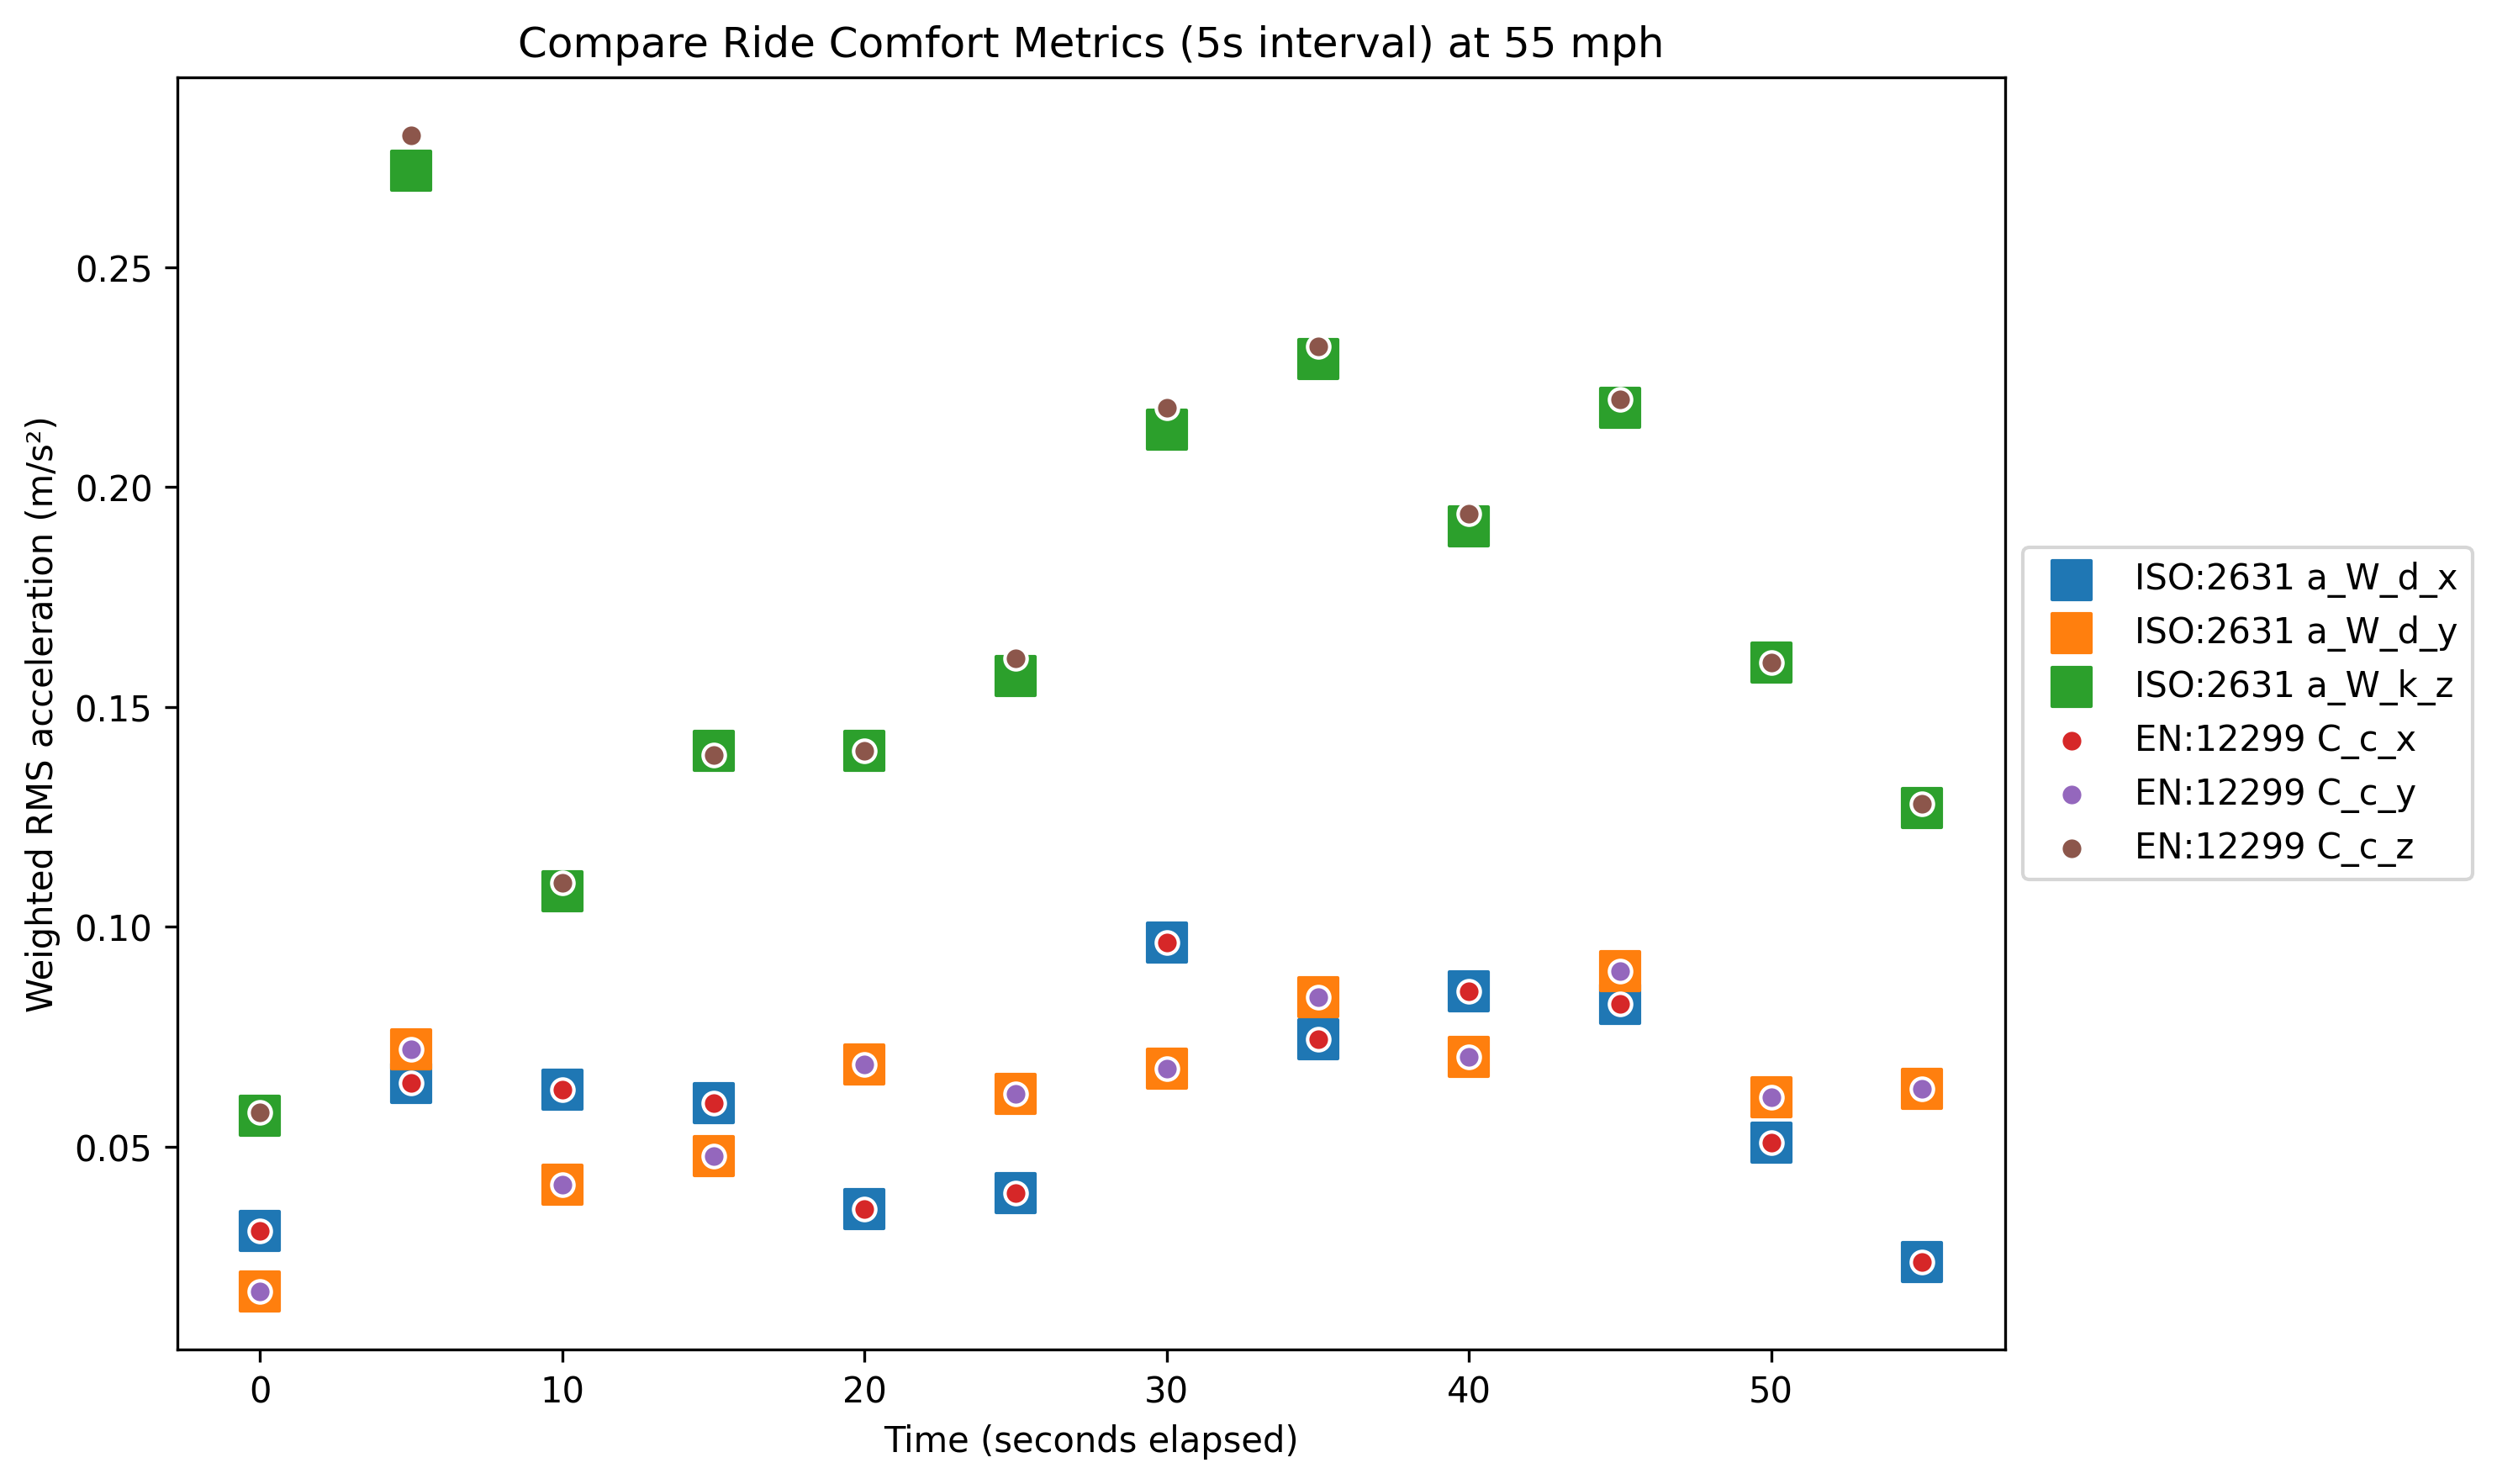 Compare Ride Comfort Metrics (5s interval) at 55 mph
Weighted RMS acceleration (m/s²)
0.25
0.20
0.15
0.10
0.05
0 10 20 30 40 50
Time (seconds elapsed)
ISO:2631 a_W_d_x
ISO:2631 a_W_d_y
ISO:2631 a_W_k_z
EN:12299 C_c_x
EN:12299 C_c_y
EN:12299 C_c_z